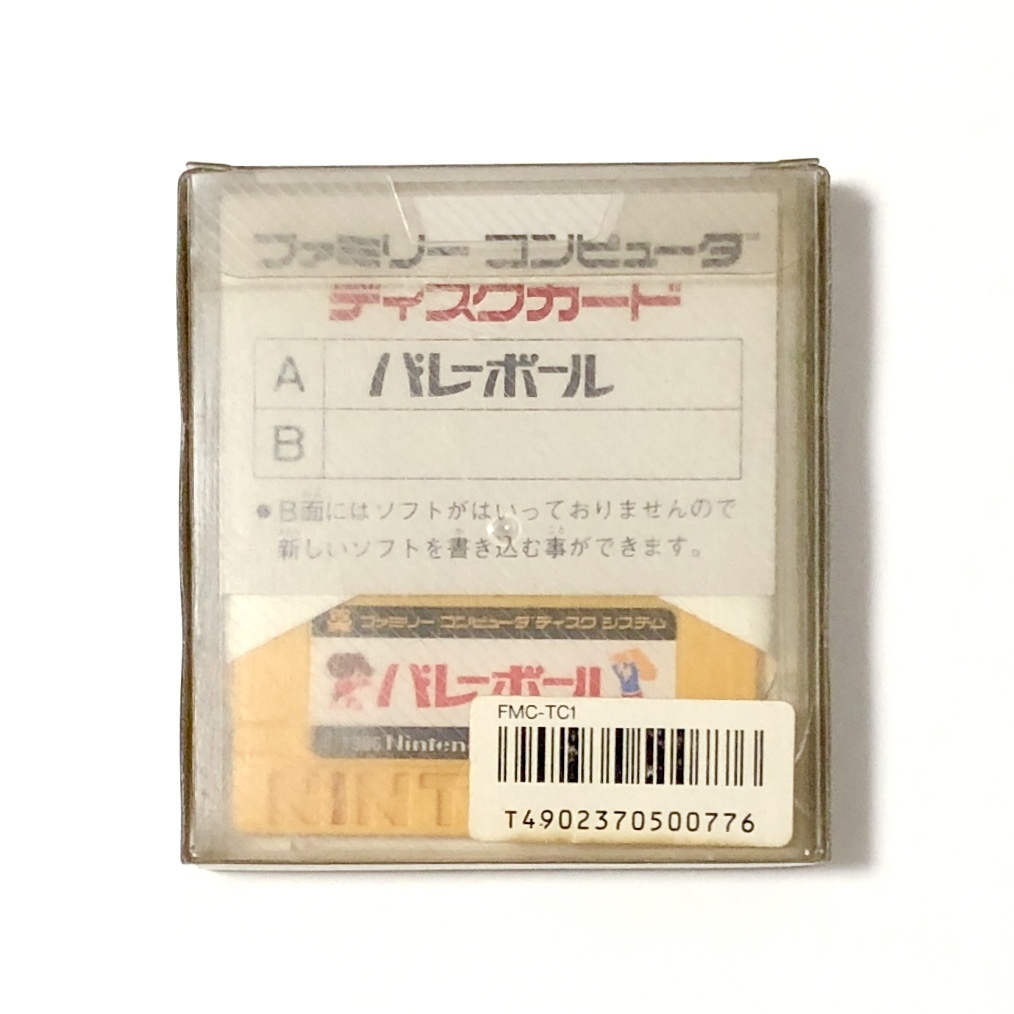 ファミリー コンピュータ
ディスクカード
A バレーボール
B
●B面にはソフトがはいっておりませんので
新しいソフトを書き込む事ができます。
ファミリー コンピュータ ディスク システム
バレーボール
1986 Ninten
NINT
FMC-TC1
T4902370500776